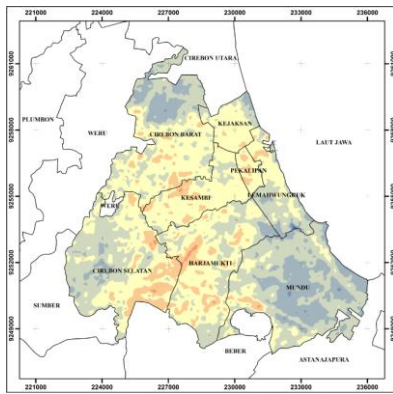 221000 224000 227000 230000 233000 236000
9261000
CIREBON UTARA
PLUMBON
9258000
KEJAKSAN
WERU
CIREBON BARAT
LAUT JAWA
PEKALIPAN
9255000
KESAMBI
LEMAHWUNGKUK
WERU
9252000
CIREBON SELATAN
HARJAMUKTI
MUNDU
SUMBER
9249000
BEBER
ASTANAJAPURA
221000 224000 227000 230000 233000 236000